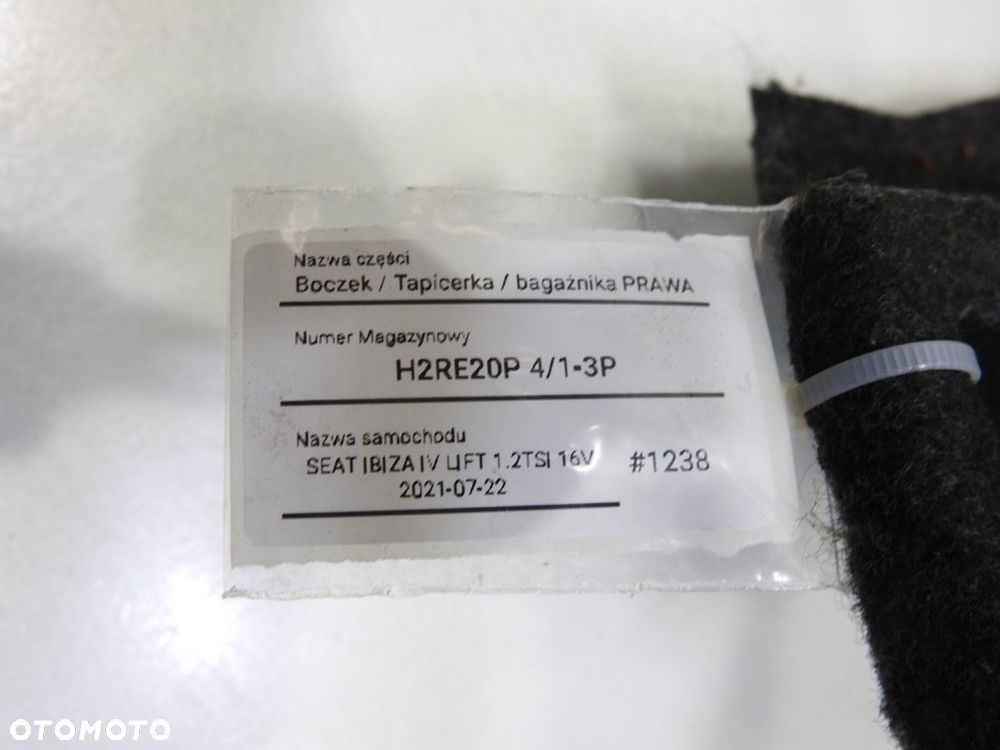 Nazwa części
Boczek / Tapicerka / bagażnika PRAWA
Numer Magazynowy
H2RE20P 4/1-3P
Nazwa samochodu
SEAT IBIZA IV LIFT 1.2TSI 16V #1238
2021-07-22
OTOMOTO